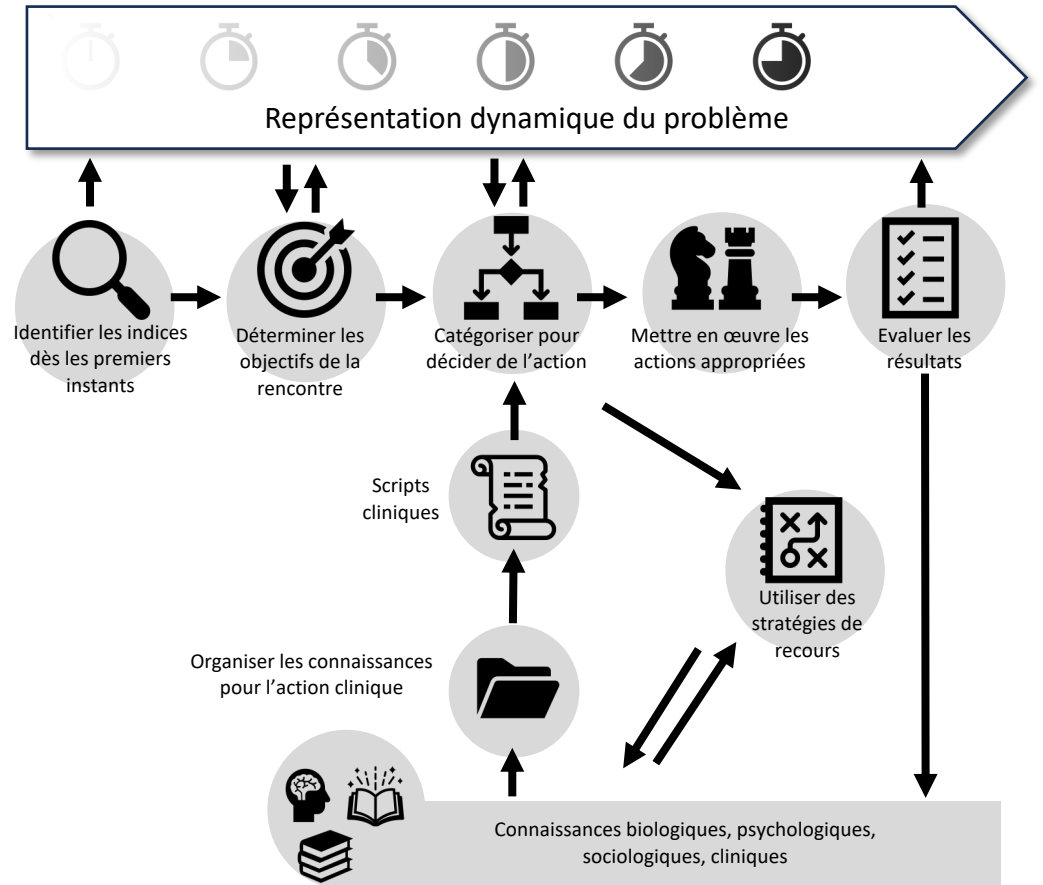 Représentation dynamique du problème
Identifier les indices
dès les premiers
instants
Déterminer les
objectifs de la
rencontre
Catégoriser pour
décider de l'action
Mettre en œuvre les
actions appropriées
Evaluer les
résultats
Scripts
cliniques
Utiliser des
stratégies de
recours
Organiser les connaissances
pour l'action clinique
Connaissances biologiques, psychologiques,
sociologiques, cliniques